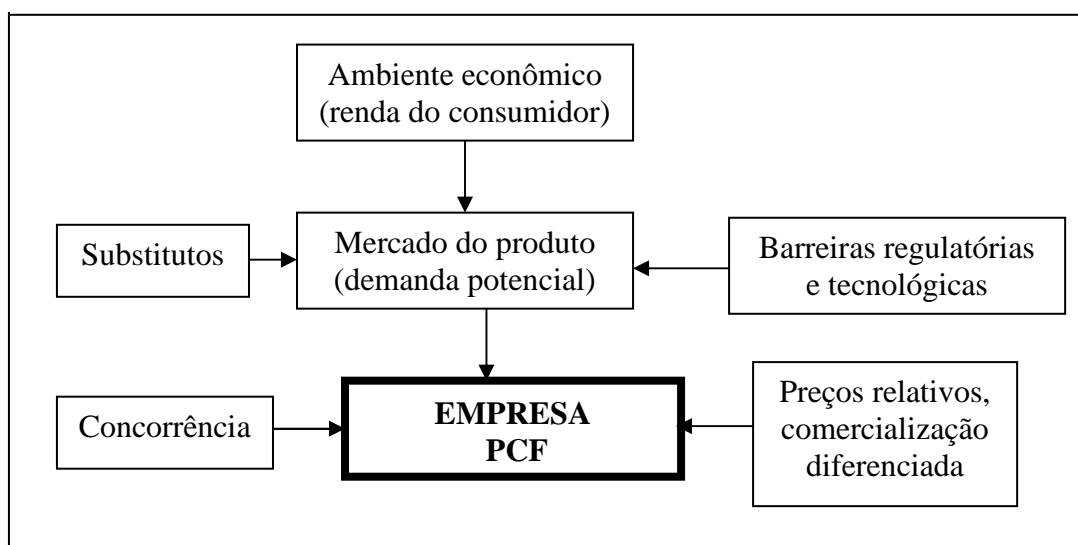 Ambiente econômico
(renda do consumidor)
Substitutos
Mercado do produto
(demanda potencial)
Barreiras regulatórias
e tecnológicas
Concorrência
EMPRESA
PCF
Preços relativos,
comercialização
diferenciada